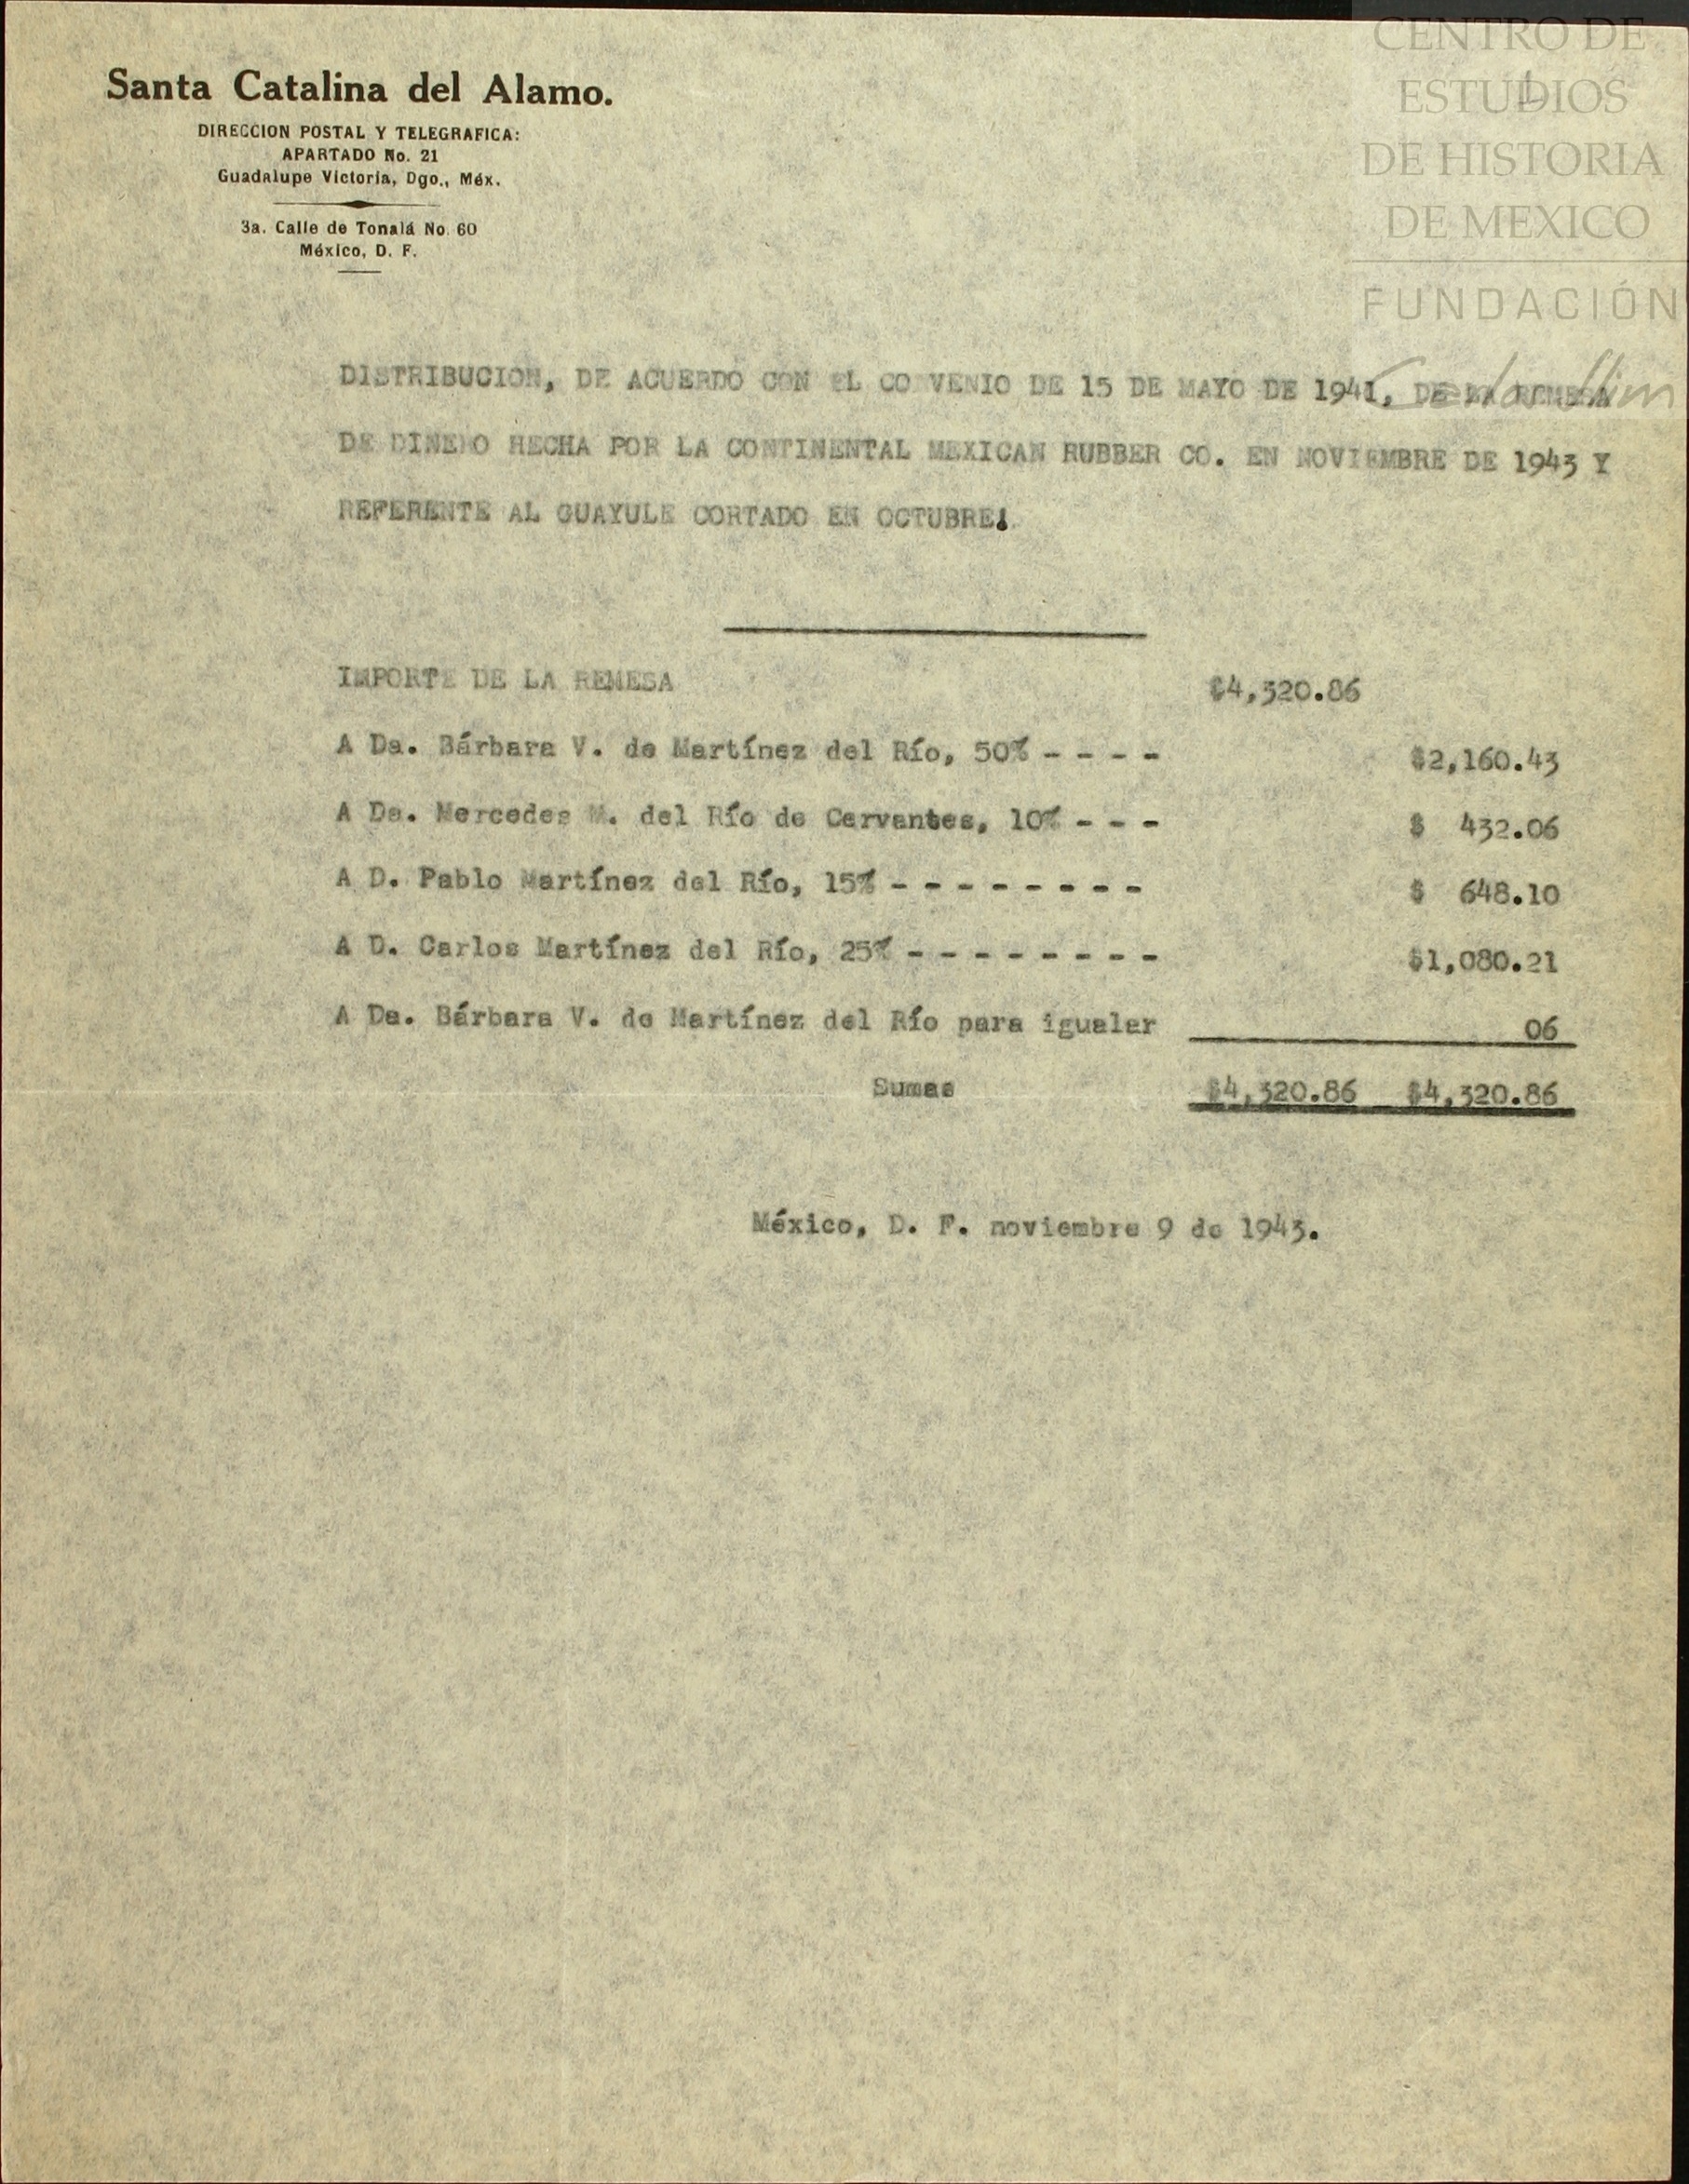 CENTRO DE
ESTUDIOS
DE HISTORIA
DE MEXICO
FUNDACIÓN
Santa Catalina del Alamo.
DIRECCION POSTAL Y TELEGRAFICA:
APARTADO No. 21
Guadalupe Victoria, Dgo., Méx.
3a. Calle de Tonalá No. 60
México, D. F.
DISTRIBUCION, DE ACUERDO CON EL CO VENIO DE 15 DE MAYO DE 1941, DE LA REMESA
DE DINERO HECHA POR LA CONTINENTAL MEXICAN RUBBER CO. EN NOVIEMBRE DE 1943 Y
REFERENTE AL GUAYULE CORTADO EN OCTUBRE.
IMPORTE DE LA REMESA $4,320.86
A Da. Bárbara V. de Martínez del Río, 50% - - - - $2,160.43
A Da. Mercedes M. del Río de Cervantes, 10% - - - $ 432.06
A D. Pablo Martínez del Río, 15% - - - - - - - - $ 648.10
A D. Carlos Martínez del Río, 25% - - - - - - - - $1,080.21
A Da. Bárbara V. de Martínez del Río para igualar 06
Sumas $4,320.86 $4,320.86
México, D. F. noviembre 9 de 1943.